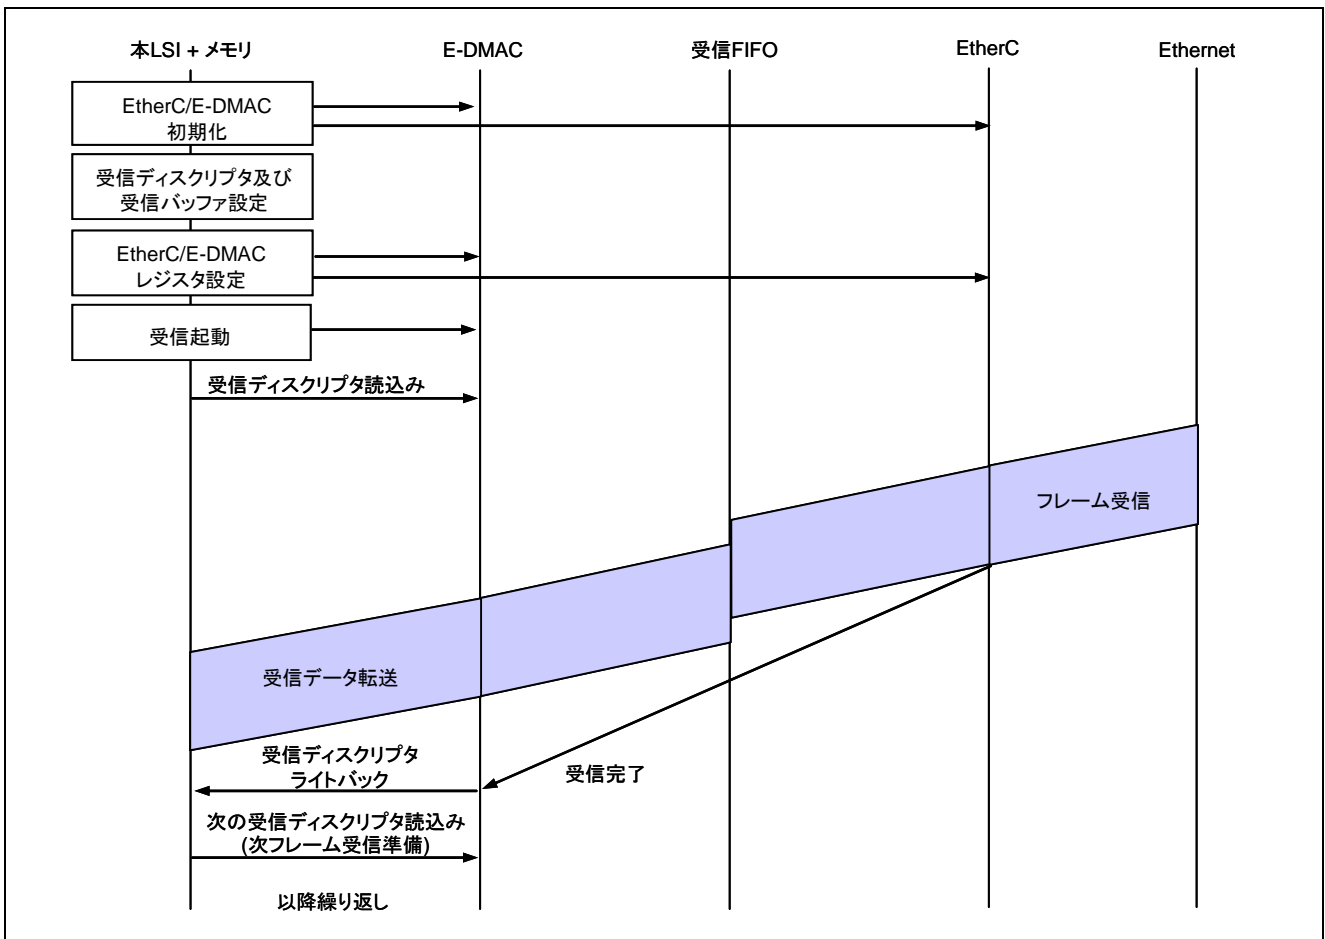 本LSI + メモリ
E-DMAC
受信FIFO
EtherC
Ethernet
EtherC/E-DMAC
初期化
受信ディスクリプタ及び
受信バッファ設定
EtherC/E-DMAC
レジスタ設定
受信起動
受信ディスクリプタ読込み
フレーム受信
受信データ転送
受信ディスクリプタ
ライトバック
受信完了
次の受信ディスクリプタ読込み
(次フレーム受信準備)
以降繰り返し